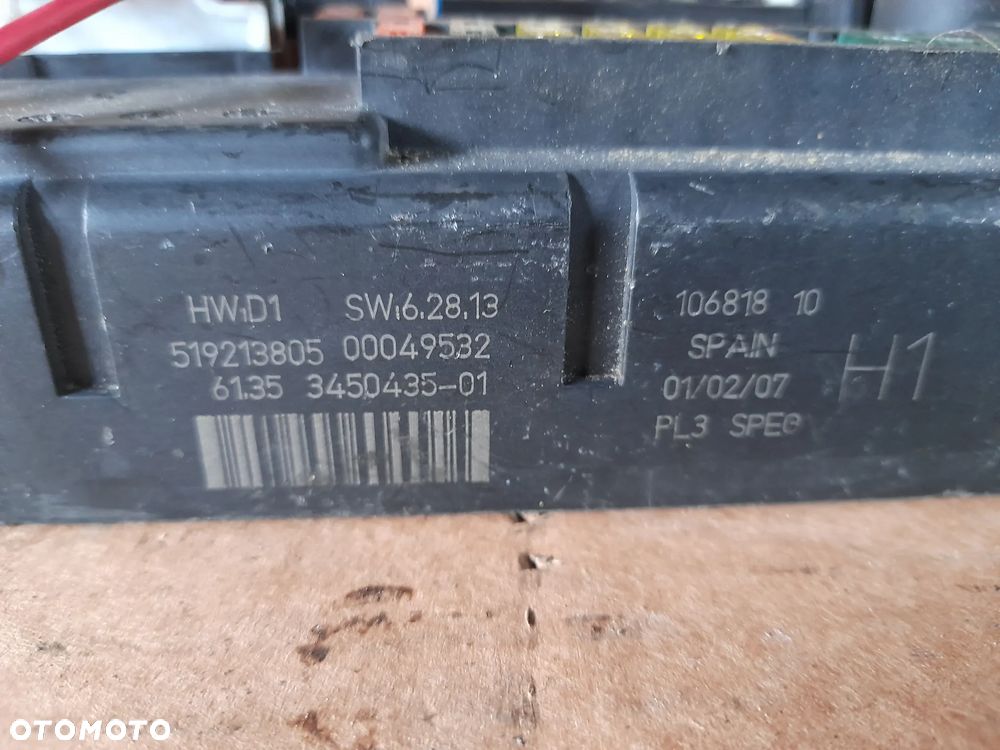 HW:D1 SW:6.28.13
519213805 00049532
61.35 3450435-01
106818 10
SPAIN
01/02/07
PL3 SPEG
H1
OTOMOTO